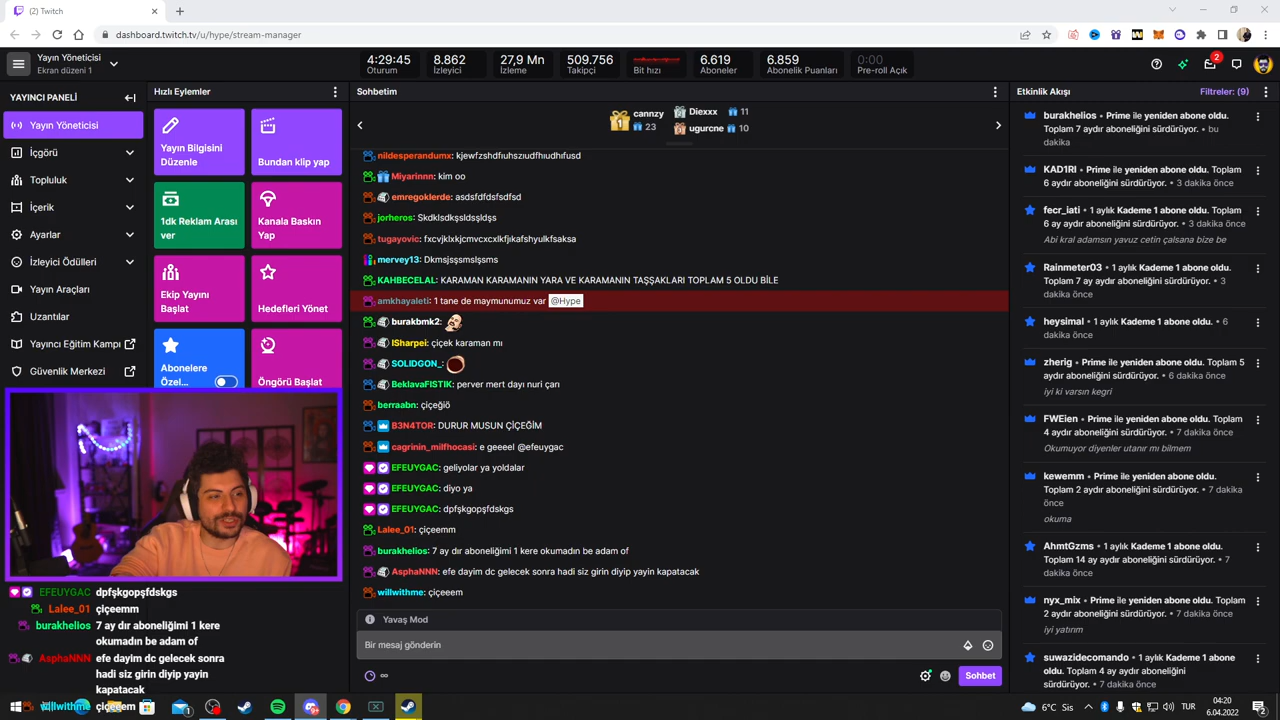 (2) Twitch
dashboard.twitch.tv/u/hype/stream-manager
Yayın Yöneticisi
Ekran düzeni 1
4:29:45
Oturum
8.862
İzleyici
27,9 Mn
İzleme
509.756
Takipçi
Bit hızı
6.619
Aboneler
6.859
Abonelik Puanları
0:00
Pre-roll Açık
2
YAYINCI PANELİ
Yayın Yöneticisi
İçgörü
Topluluk
İçerik
Ayarlar
İzleyici Ödülleri
Yayın Araçları
Uzantılar
Yayıncı Eğitim Kampı
Güvenlik Merkezi
Hızlı Eylemler
Yayın Bilgisini
Düzenle
Bundan klip yap
1dk Reklam Arası
ver
Kanala Baskın
Yap
Ekip Yayını
Başlat
Hedefleri Yönet
Abonelere
Özel...
Öngörü Başlat
Sohbetim
1
cannzy
23
Diexxx 11
ugurcne 10
nildesperandumx: kjewfzshdfıuhszıudfhıudhıfusd
Miyarinnn: kim oo
emregoklerde: asdsfdfdsfsdfsd
jorheros: Skdklsdkşsldsşldşs
tugayovic: fxcvjklxkjcmvcxcxlkfjıkafshyulkfsaksa
mervey13: Dkmsjsşsmslşsms
KAHBECELAL: KARAMAN KARAMANIN YARA VE KARAMANIN TAŞŞAKLARI TOPLAM 5 OLDU BİLE
amkhayaleti: 1 tane de maymunumuz var @Hype
burakbmk2:
ISharpei: çiçek karaman mı
SOLIDGON_:
BeklavaFISTIK: perver mert dayı nuri çarı
berraabn: çiçeğiö
B3N4TOR: DURUR MUSUN ÇİÇEĞİM
cagrinin_milfhocasi: e geeeel @efeuygac
EFEUYGAC: geliyolar ya yoldalar
EFEUYGAC: diyo ya
EFEUYGAC: dpfşkgopşfdskgs
Lalee_01: çiçeemm
burakhelios: 7 ay dır aboneliğimi 1 kere okumadın be adam of
AsphaNNN: efe dayim dc gelecek sonra hadi siz girin diyip yayin kapatacak
willwithme: çiçeeem
Yavaş Mod
Bir mesaj gönderin
Sohbet
Etkinlik Akışı
Filtreler: (9)
burakhelios • Prime ile yeniden abone oldu.
Toplam 7 aydır aboneliğini sürdürüyor. • bu
dakika
KAD1RI • Prime ile yeniden abone oldu. Toplam
6 aydır aboneliğini sürdürüyor. • 3 dakika önce
fecr_iati • 1 aylık Kademe 1 abone oldu. Toplam
6 ay aydır aboneliğini sürdürüyor. • 3 dakika önce
Abi kral adamsın yavuz cetin çalsana bize be
Rainmeter03 • 1 aylık Kademe 1 abone oldu.
Toplam 7 ay aydır aboneliğini sürdürüyor. • 3
dakika önce
heysimal • 1 aylık Kademe 1 abone oldu. • 6
dakika önce
zherig • Prime ile yeniden abone oldu. Toplam 5
aydır aboneliğini sürdürüyor. • 6 dakika önce
iyi ki varsın kegri
FWEien • Prime ile yeniden abone oldu. Toplam
4 aydır aboneliğini sürdürüyor. • 7 dakika önce
Okumuyor diyenler utanır mı bilmem
kewemm • Prime ile yeniden abone oldu.
Toplam 2 aydır aboneliğini sürdürüyor. • 7 dakika
önce
okuma
AhmtGzms • 1 aylık Kademe 1 abone oldu.
Toplam 14 ay aydır aboneliğini sürdürüyor. • 7
dakika önce
nyx_mix • Prime ile yeniden abone oldu. Toplam
2 aydır aboneliğini sürdürüyor. • 7 dakika önce
iyi yatırım
suwazidecomando • 1 aylık Kademe 1 abone
oldu. Toplam 4 ay aydır aboneliğini
sürdürüyor. • 7 dakika önce
EFEUYGAC dpfşkgopşfdskgs
Lalee_01 çiçeemm
burakhelios 7 ay dır aboneliğimi 1 kere
okumadın be adam of
AsphaNNN efe dayim dc gelecek sonra
hadi siz girin diyip yayin
kapatacak
willwithme çiçeeem
6°C Sis
TUR
04:20
6.04.2022
2